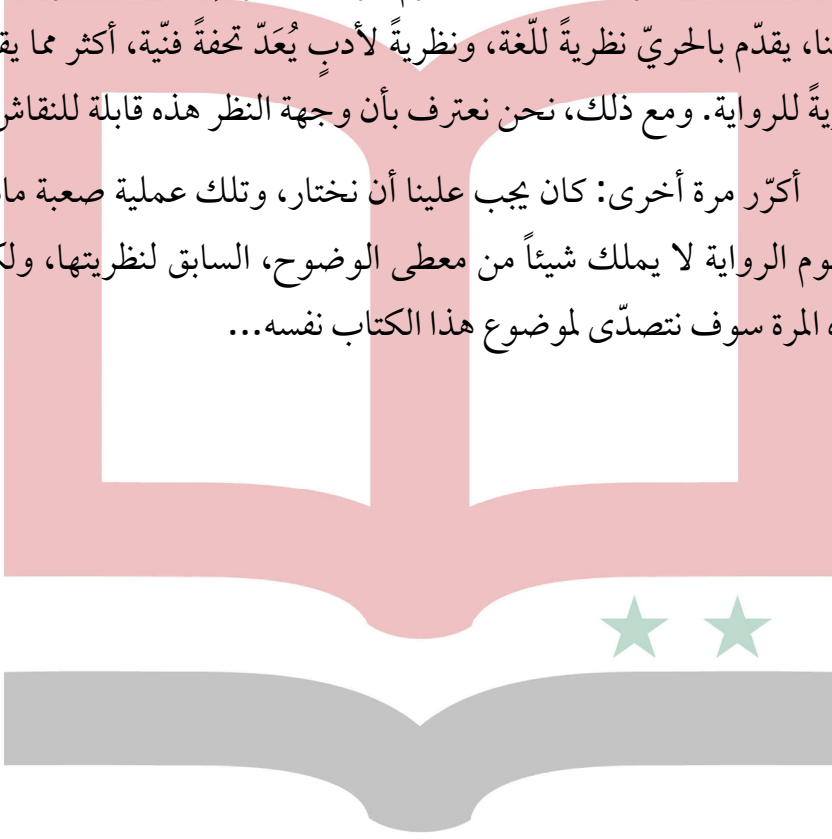 نا، يقدّم بالحريّ نظريةً للّغة، ونظريةً لأدبٍ يُعَدّ تحفةً فنّية، أكثر مما يق
يةً للرواية. ومع ذلك، نحن نعترف بأن وجهة النظر هذه قابلة للنقاش
أكرّر مرة أخرى: كان يجب علينا أن نختار، وتلك عملية صعبة ما
وم الرواية لا يملك شيئاً من معطى الوضوح، السابق لنظريتها، ولك
ه المرة سوف نتصدّى لموضوع هذا الكتاب نفسه...